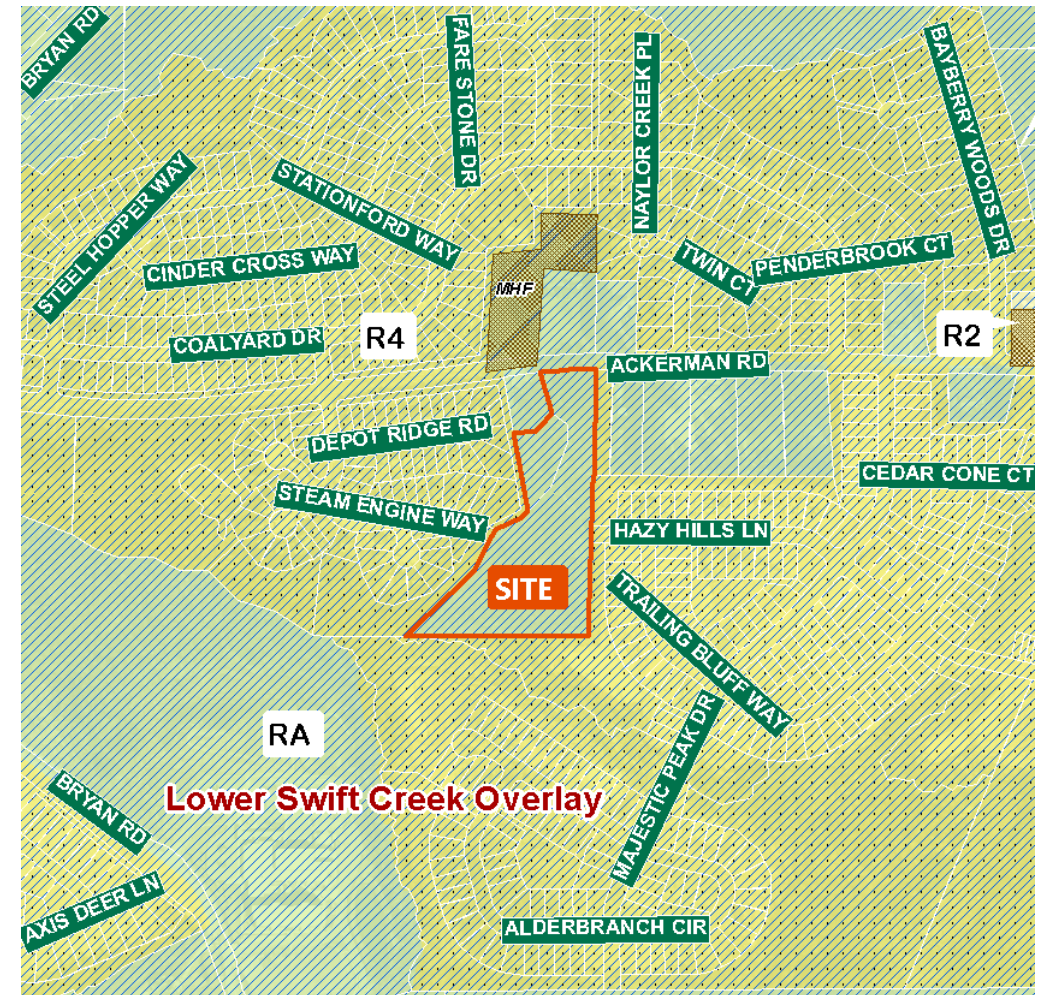 BRYAN RD
FARE STONE DR
NAYLOR CREEK PL
BAYBERRY WOODS DR
STEEL HOPPER WAY
STATIONFORD WAY
CINDER CROSS WAY
TWIN CT
PENDERBROOK CT
MHF
COALYARD DR
R4
R2
ACKERMAN RD
DEPOT RIDGE RD
CEDAR CONE CT
STEAM ENGINE WAY
HAZY HILLS LN
SITE
TRAILING BLUFF WAY
RA
MAJESTIC PEAK DR
Lower Swift Creek Overlay
BRYAN RD
AXIS DEER LN
ALDERBRANCH CIR